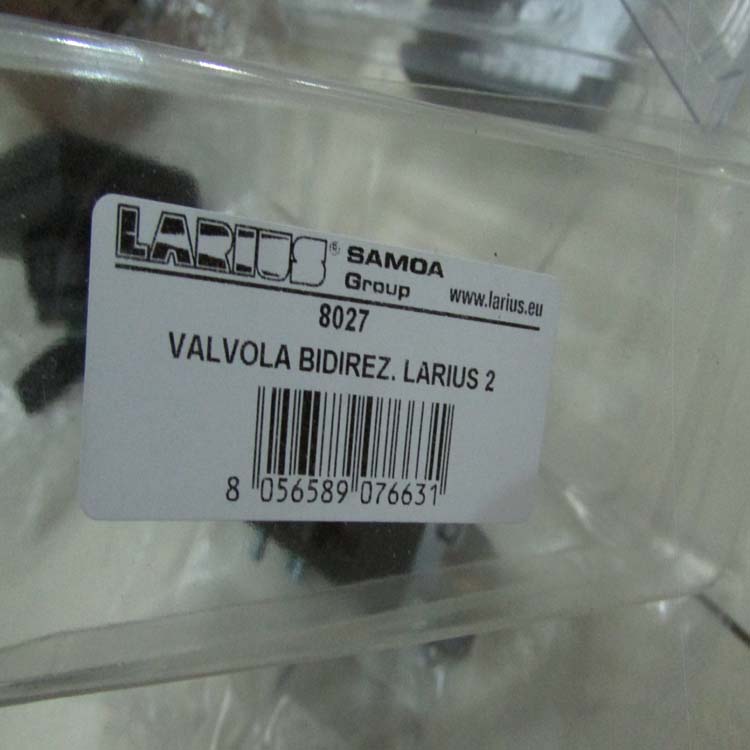 LARIUS® SAMOA
Group www.larius.eu
8027
VALVOLA BIDIREZ. LARIUS 2
8 056589 076631